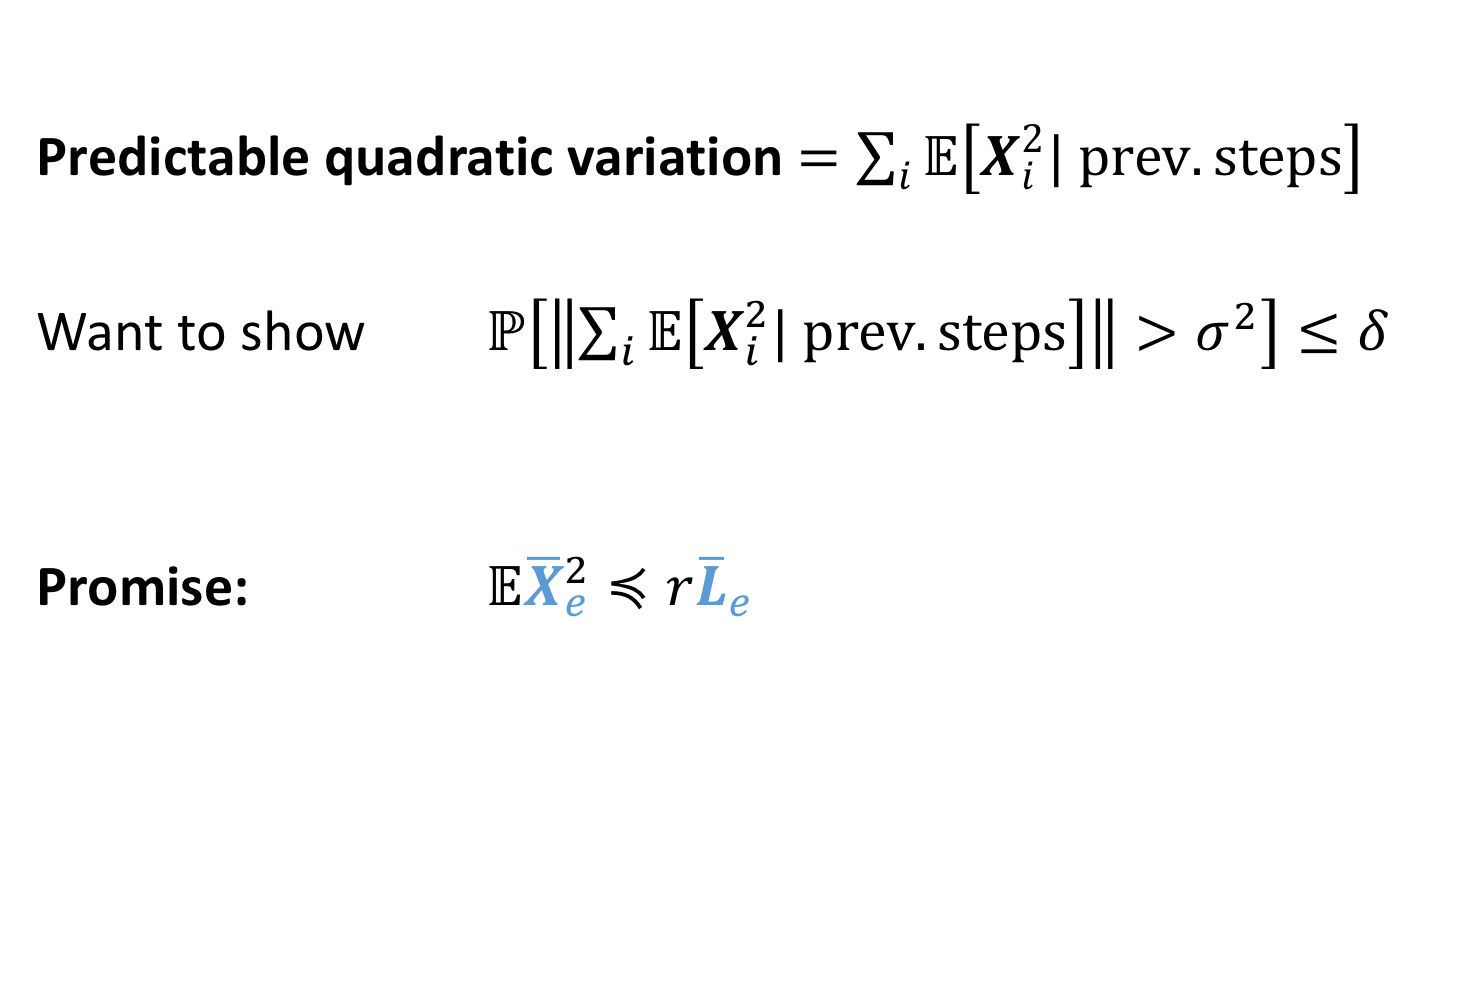 Predictable quadratic variation = ∑ᵢ 𝔼[𝑿ᵢ² | prev. steps]
Want to show ℙ[‖∑ᵢ 𝔼[𝑿ᵢ² | prev. steps]‖ > σ²] ≤ δ
Promise: 𝔼𝑿̅ₑ² ≼ r𝑳̅ₑ